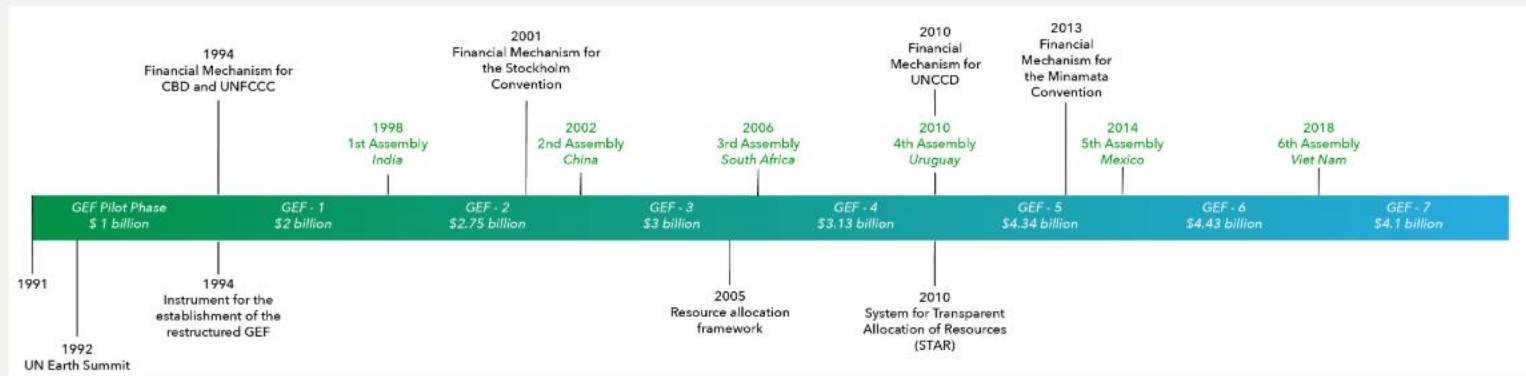 1994
Financial Mechanism for
CBD and UNFCCC
2001
Financial Mechanism for
the Stockholm
Convention
2010
Financial
Mechanism for
UNCCD
2013
Financial
Mechanism for
the Minamata
Convention
1998
1st Assembly
India
2002
2nd Assembly
China
2006
3rd Assembly
South Africa
2010
4th Assembly
Uruguay
2014
5th Assembly
Mexico
2018
6th Assembly
Viet Nam
GEF Pilot Phase
$ 1 billion
GEF - 1
$2 billion
GEF - 2
$2.75 billion
GEF - 3
$3 billion
GEF - 4
$3.13 billion
GEF - 5
$4.34 billion
GEF - 6
$4.43 billion
GEF - 7
$4.1 billion
1991
1992
UN Earth Summit
1994
Instrument for the
establishment of the
restructured GEF
2005
Resource allocation
framework
2010
System for Transparent
Allocation of Resources
(STAR)